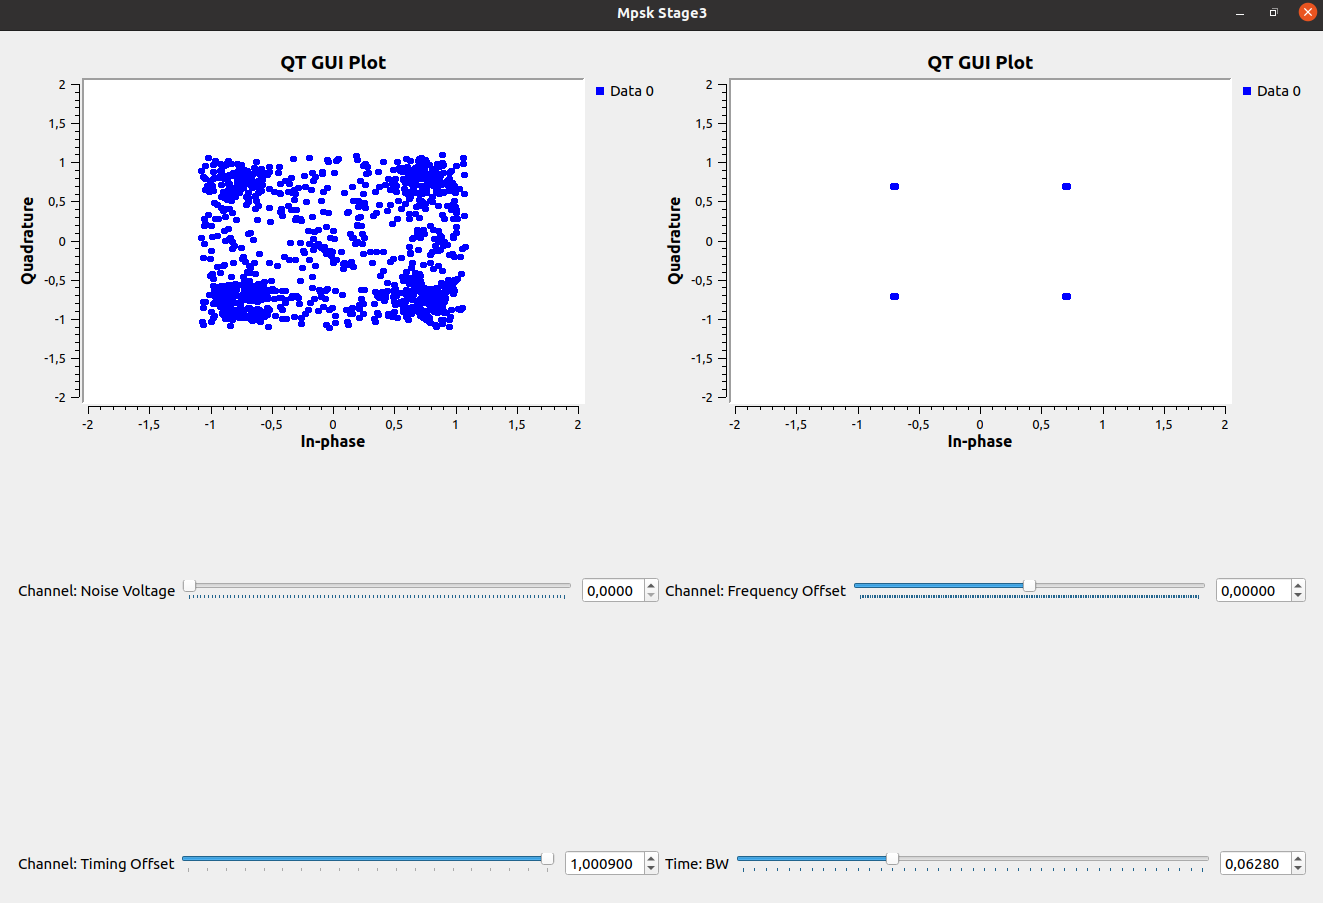 Mpsk Stage3
QT GUI Plot
Data 0
Quadrature
2
1,5
1
0,5
0
-0,5
-1
-1,5
-2
-2 -1,5 -1 -0,5 0 0,5 1 1,5 2
In-phase
QT GUI Plot
Data 0
Quadrature
2
1,5
1
0,5
0
-0,5
-1
-1,5
-2
-2 -1,5 -1 -0,5 0 0,5 1 1,5 2
In-phase
Channel: Noise Voltage 0,0000
Channel: Frequency Offset 0,00000
Channel: Timing Offset 1,000900
Time: BW 0,06280